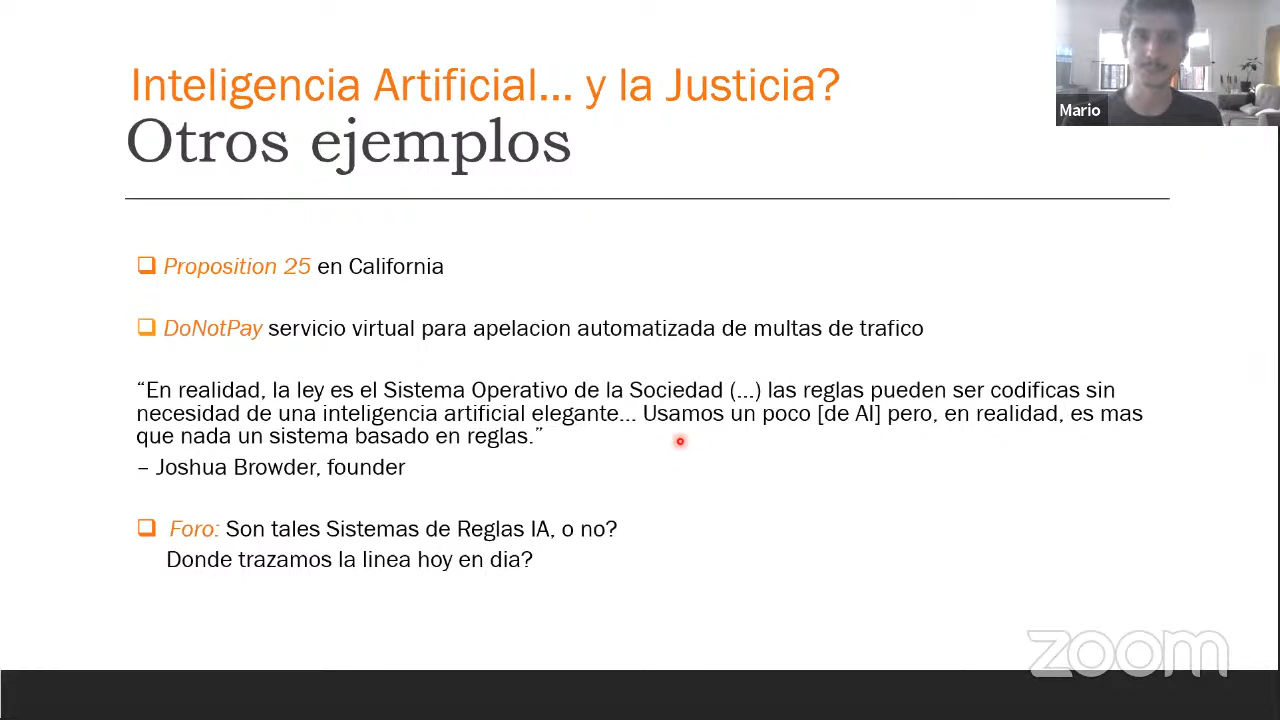 Inteligencia Artificial... y la Justicia?
Otros ejemplos
Mario
Proposition 25 en California
DoNotPay servicio virtual para apelacion automatizada de multas de trafico
“En realidad, la ley es el Sistema Operativo de la Sociedad (...) las reglas pueden ser codificas sin
necesidad de una inteligencia artificial elegante... Usamos un poco [de AI] pero, en realidad, es mas
que nada un sistema basado en reglas.”
– Joshua Browder, founder
Foro: Son tales Sistemas de Reglas IA, o no?
Donde trazamos la linea hoy en dia?
zoom